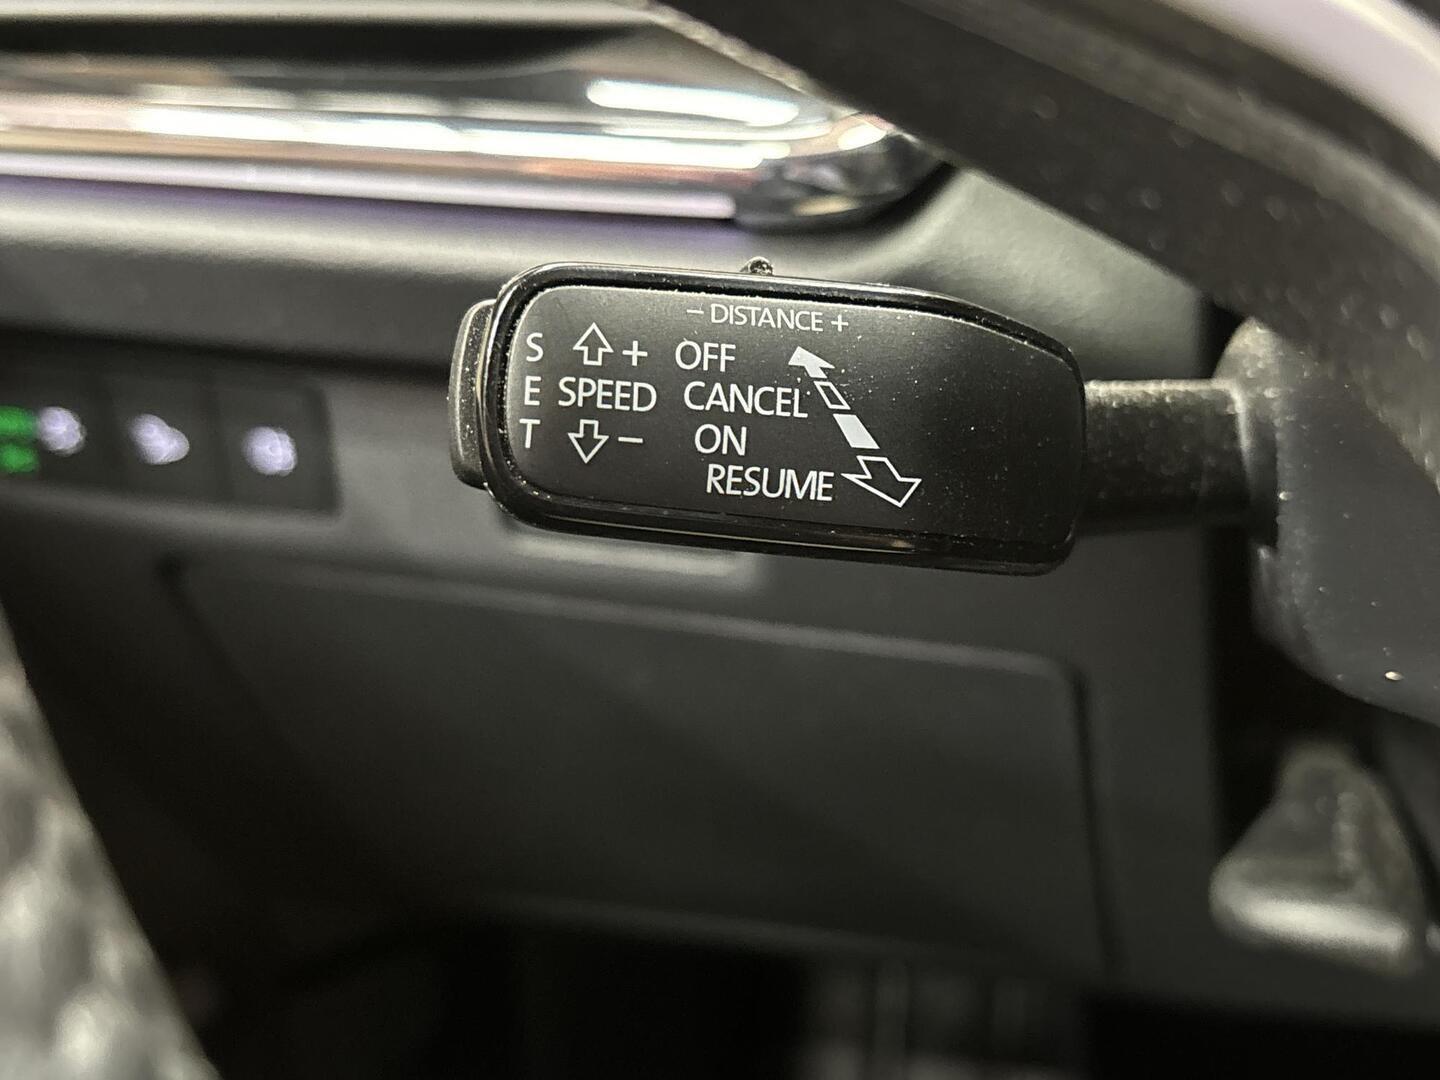 − DISTANCE +
S + OFF
E SPEED CANCEL
T − ON
RESUME